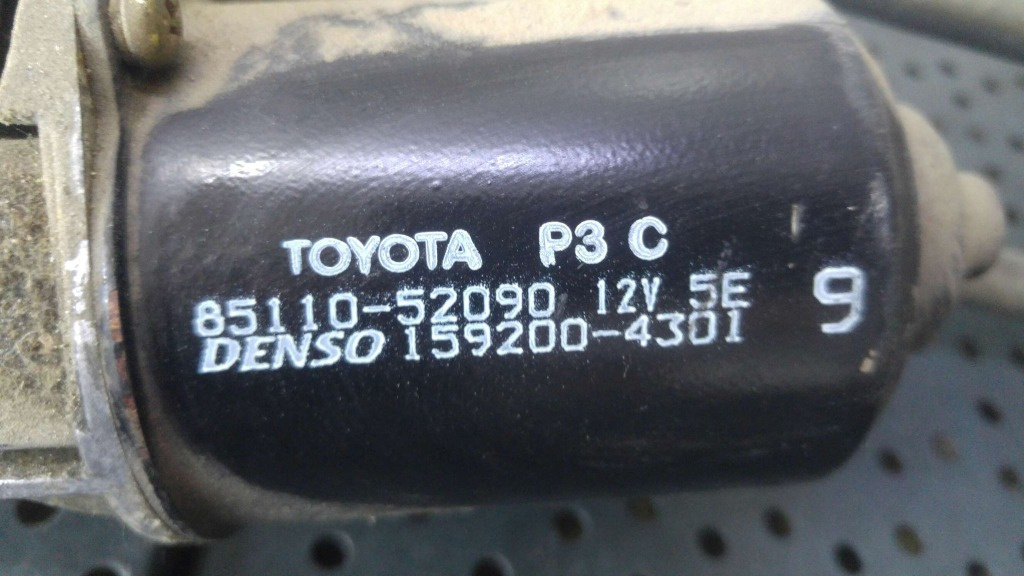 TOYOTA P3 C
85110-52090 12V 5E
DENSO 159200-4301
9